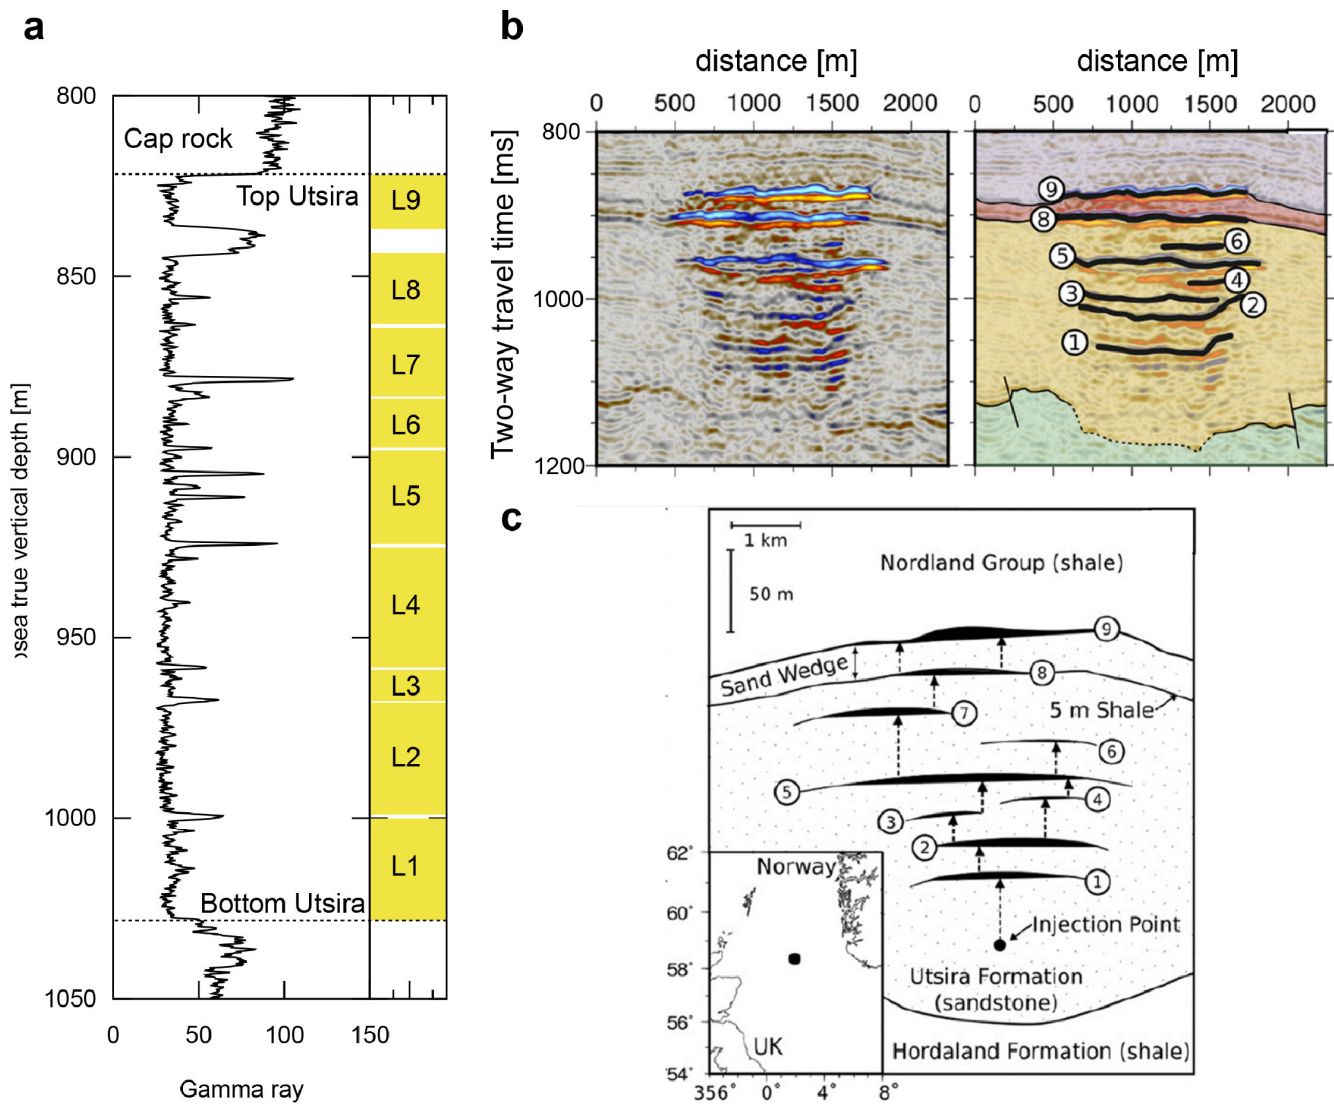 a
800
850
900
950
1000
1050
sea true vertical depth [m]
Cap rock
Top Utsira
Bottom Utsira
L9
L8
L7
L6
L5
L4
L3
L2
L1
0 50 100 150
Gamma ray
b
distance [m] distance [m]
0 500 1000 1500 2000 0 500 1000 1500 2000
Two-way travel time [ms]
800
1000
1200
9
8
6
5
4
3
2
1
c
1 km
50 m
Nordland Group (shale)
9
Sand Wedge
8
5 m Shale
7
6
5
4
3
2
1
Injection Point
Utsira Formation
(sandstone)
Hordaland Formation (shale)
Norway
UK
62°
60°
58°
56°
54°
356° 0° 4° 8°